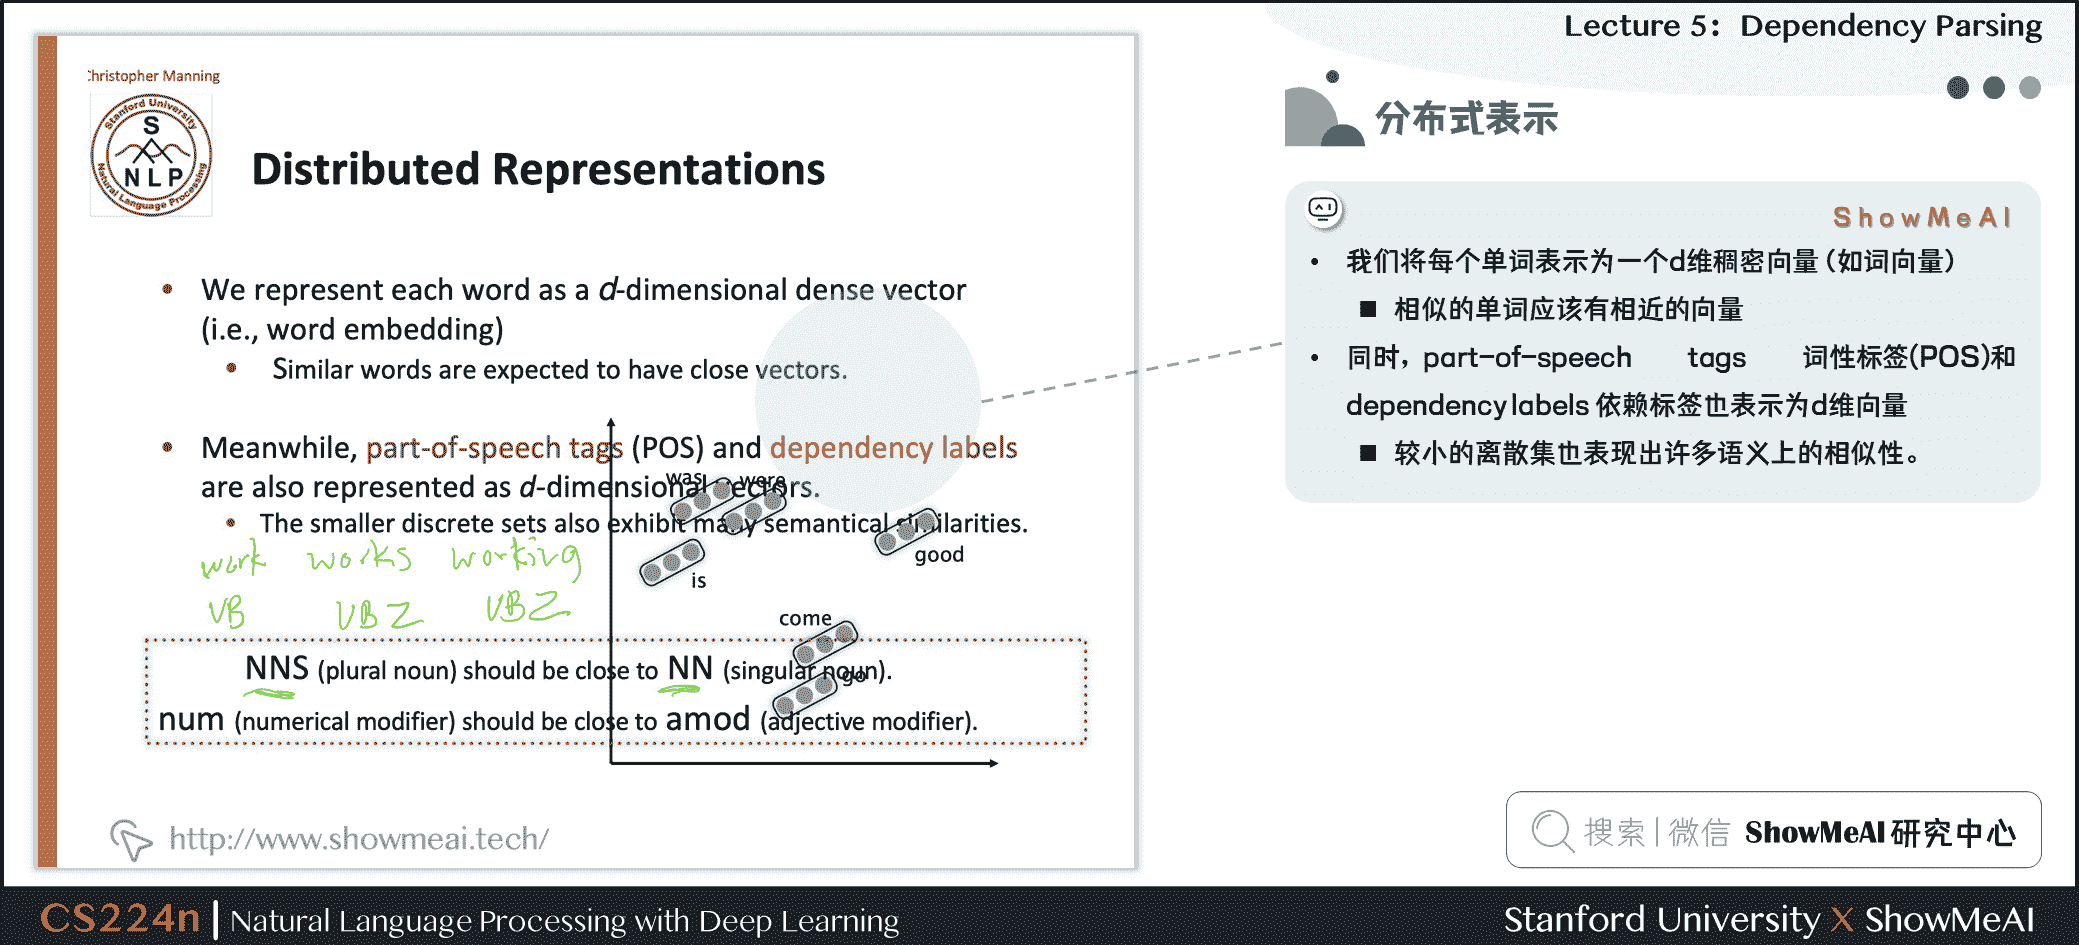 Lecture 5: Dependency Parsing
Christopher Manning
Stanford University
S
N L P
Natural Language Processing
Distributed Representations
• We represent each word as a d-dimensional dense vector
(i.e., word embedding)
• Similar words are expected to have close vectors.
• Meanwhile, part-of-speech tags (POS) and dependency labels
are also represented as d-dimensional vectors.
• The smaller discrete sets also exhibit many semantical similarities.
was
were
good
is
come
go
work works working
VB VBZ VBZ
NNS (plural noun) should be close to NN (singular noun).
num (numerical modifier) should be close to amod (adjective modifier).
http://www.showmeai.tech/
分布式表示
ShowMeAI
• 我们将每个单词表示为一个d维稠密向量（如词向量）
■ 相似的单词应该有相近的向量
• 同时，part-of-speech tags 词性标签(POS)和
dependency labels 依赖标签也表示为d维向量
■ 较小的离散集也表现出许多语义上的相似性。
搜索|微信 ShowMeAI 研究中心
CS224n | Natural Language Processing with Deep Learning
Stanford University X ShowMeAI